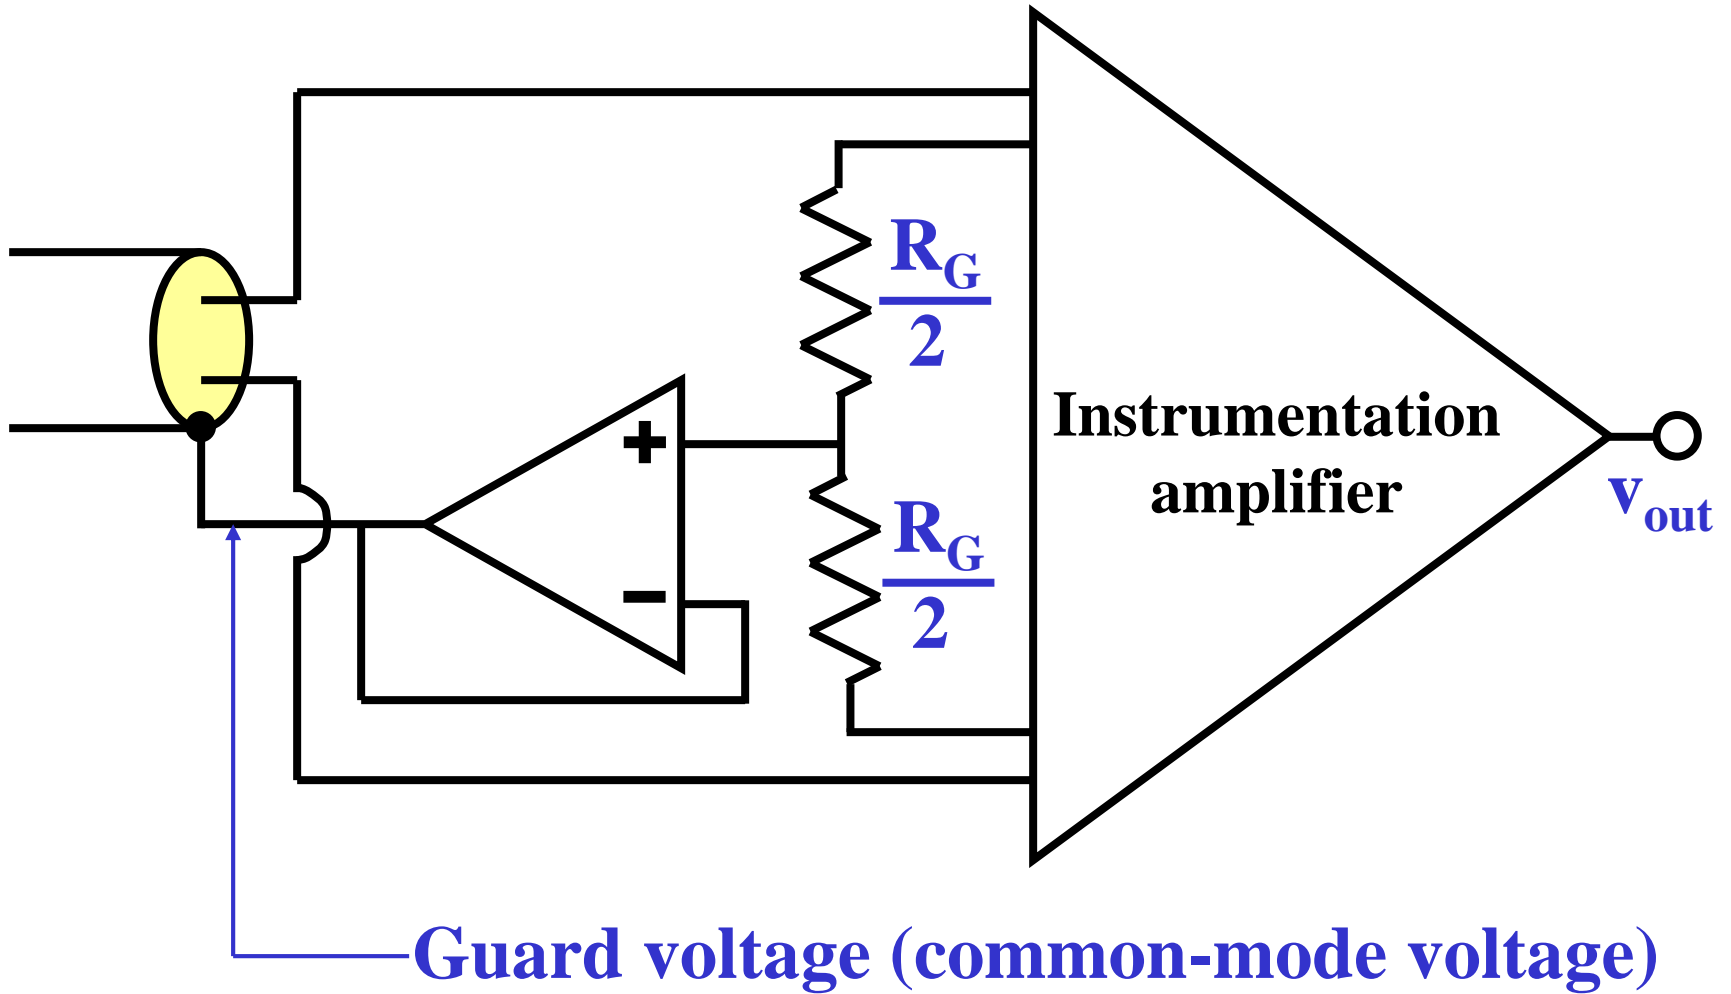 R_G
2
+
Instrumentation
amplifier
v_out
R_G
2
−
Guard voltage (common-mode voltage)